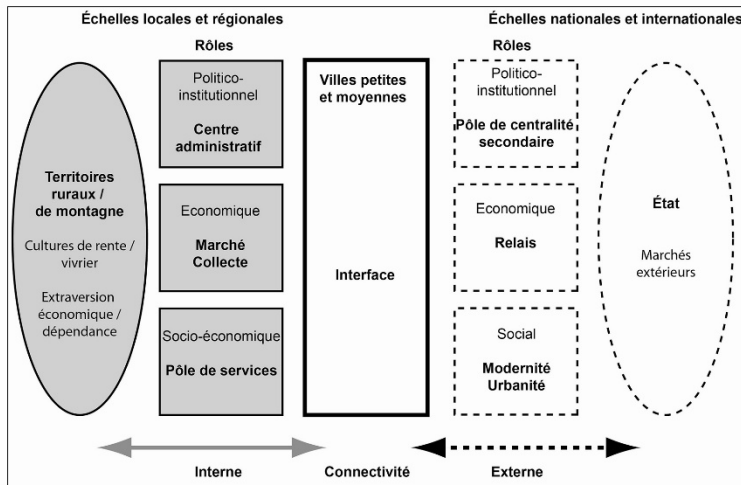 Échelles locales et régionales
Échelles nationales et internationales
Rôles
Rôles
Territoires
ruraux /
de montagne
Cultures de rente /
vivrier
Extraversion
économique /
dépendance
Politico-
institutionnel
Centre
administratif
Economique
Marché
Collecte
Socio-économique
Pôle de services
Villes petites
et moyennes
Interface
Politico-
institutionnel
Pôle de centralité
secondaire
Economique
Relais
Social
Modernité
Urbanité
État
Marchés
extérieurs
Interne
Connectivité
Externe